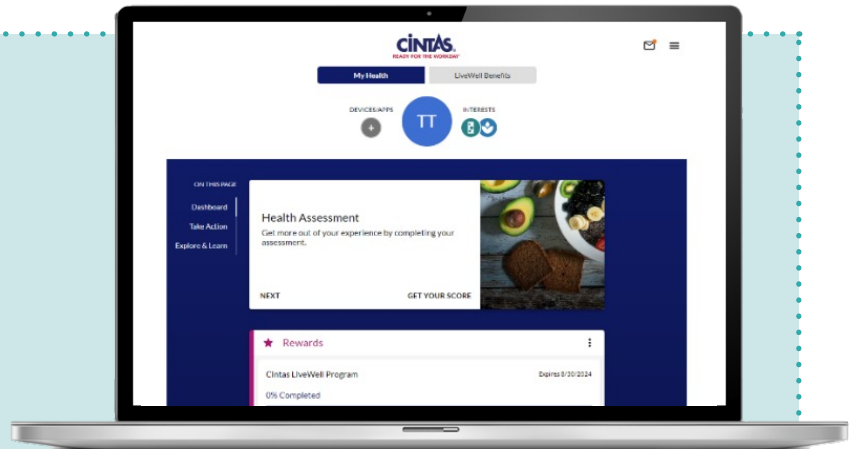 CINTAS
READY FOR THE WORKDAY
My Health
LiveWell Benefits
DEVICES/APPS
TT
INTERESTS
ON THIS PAGE
Dashboard
Take Action
Explore & Learn
Health Assessment
Get more out of your experience by completing your
assessment.
NEXT
GET YOUR SCORE
Rewards
Cintas LiveWell Program
Expires 8/30/2024
0% Completed